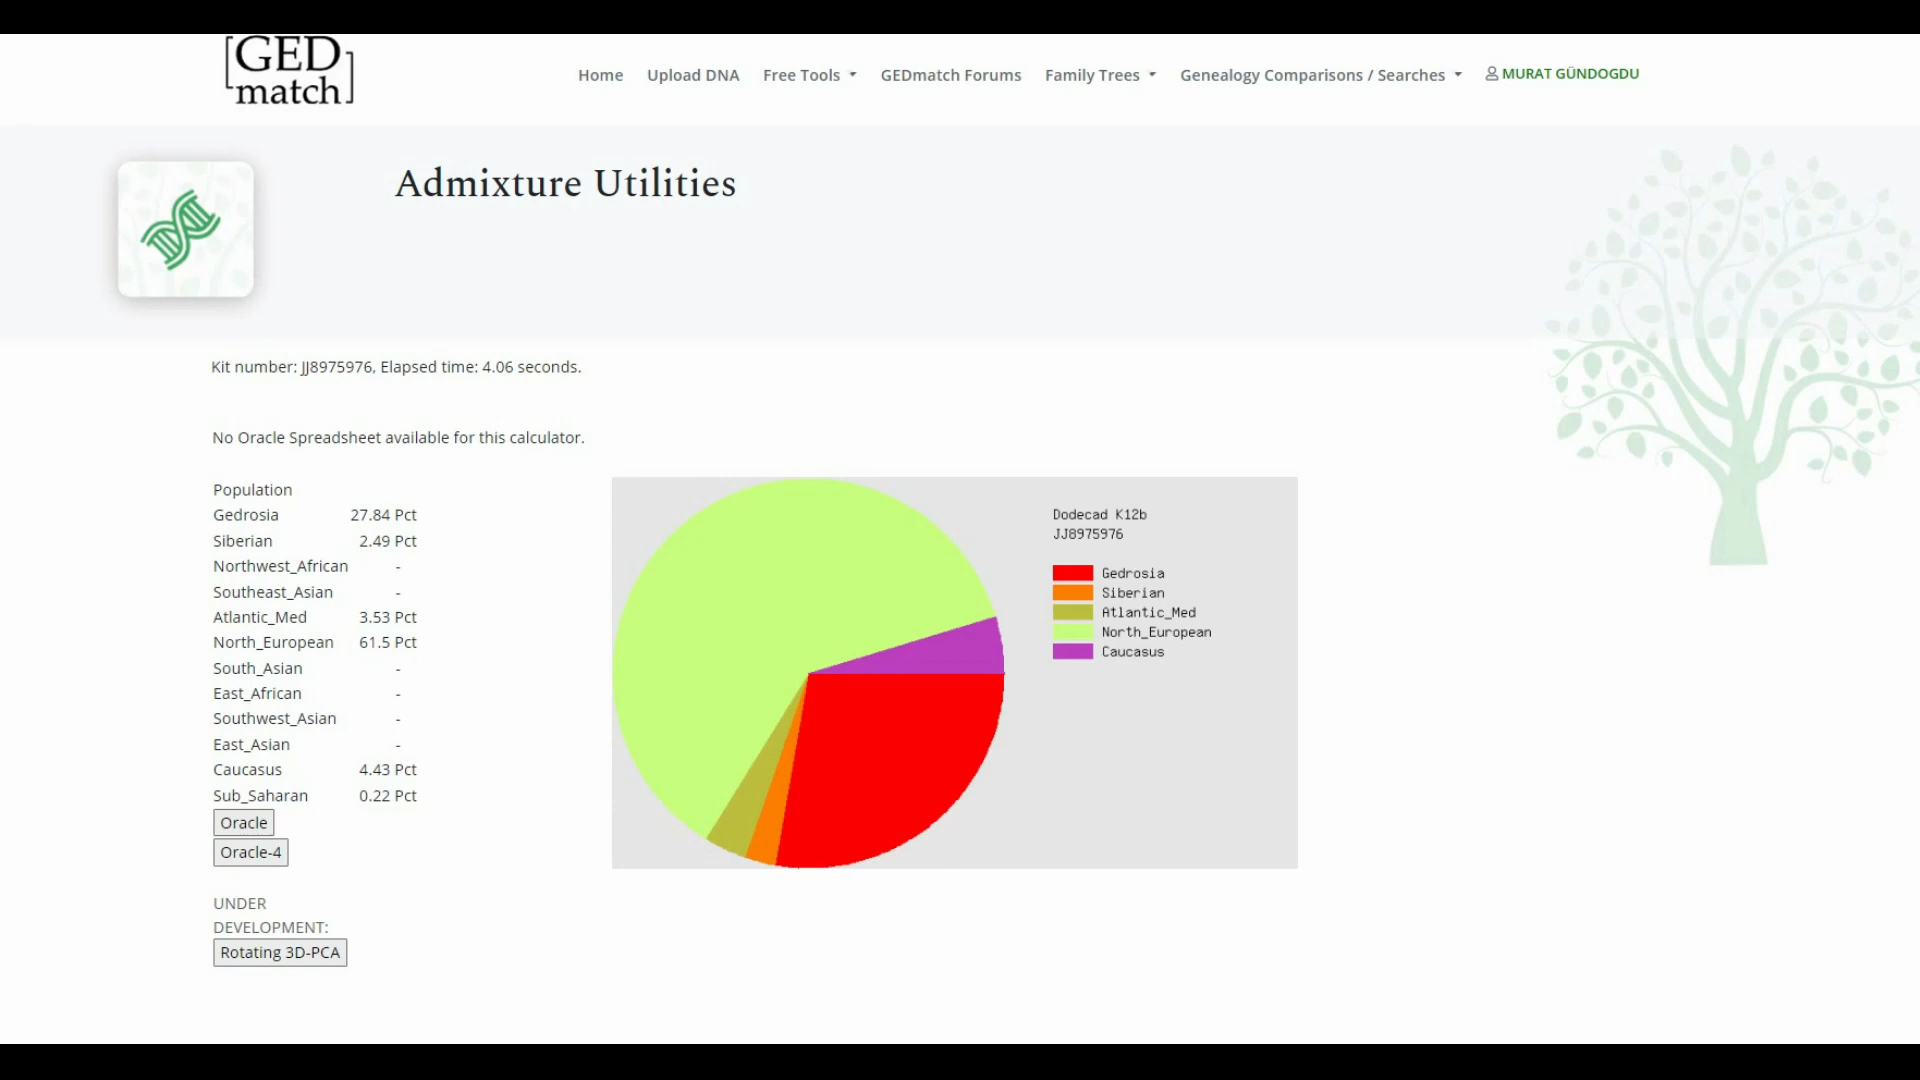 [GED
match]
Home Upload DNA Free Tools GEDmatch Forums Family Trees Genealogy Comparisons / Searches MURAT GÜNDOGDU
Admixture Utilities
Kit number: JJ8975976, Elapsed time: 4.06 seconds.
No Oracle Spreadsheet available for this calculator.
Population
Gedrosia 27.84 Pct
Siberian 2.49 Pct
Northwest_African -
Southeast_Asian -
Atlantic_Med 3.53 Pct
North_European 61.5 Pct
South_Asian -
East_African -
Southwest_Asian -
East_Asian -
Caucasus 4.43 Pct
Sub_Saharan 0.22 Pct
Oracle
Oracle-4
UNDER
DEVELOPMENT:
Rotating 3D-PCA
Dodecad K12b
JJ8975976
Gedrosia
Siberian
Atlantic_Med
North_European
Caucasus